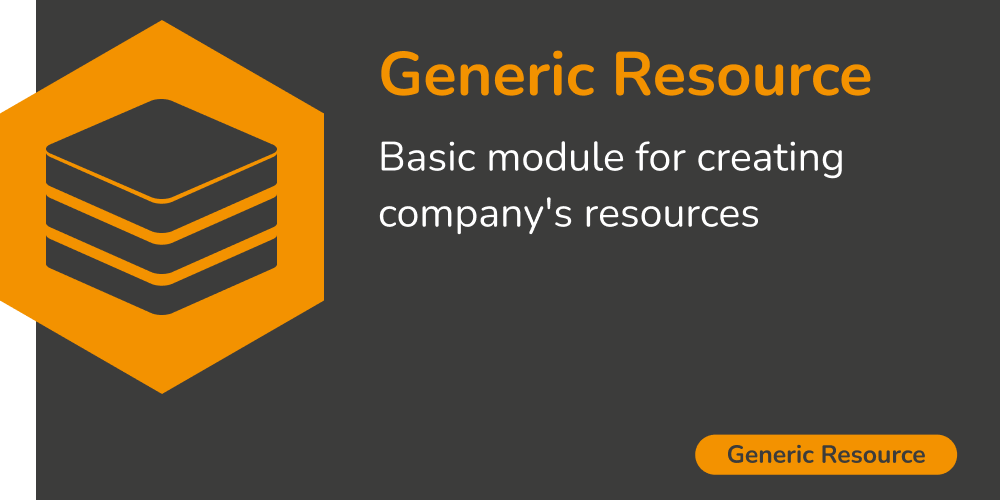 Generic Resource
Basic module for creating
company's resources
Generic Resource